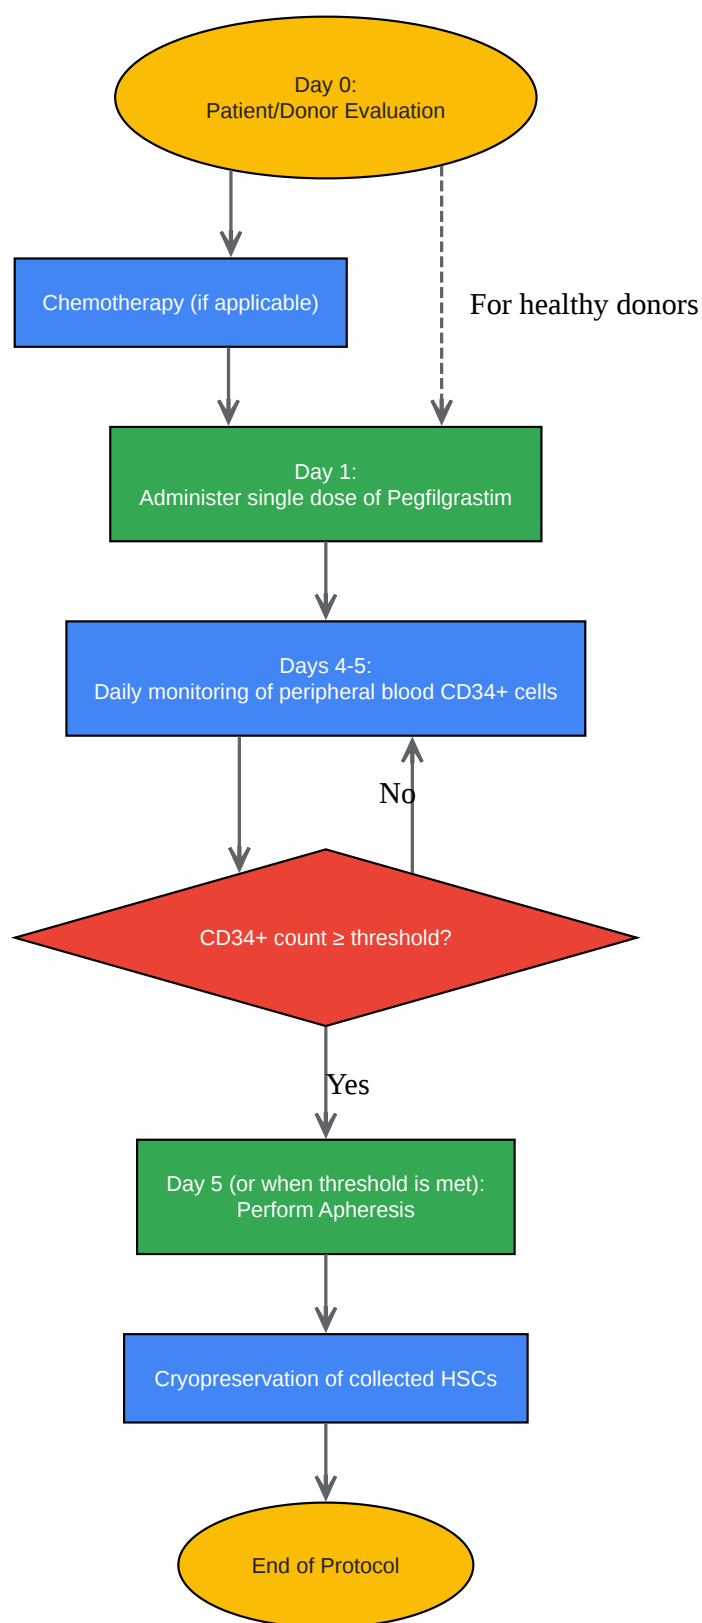 Day 0:
Patient/Donor Evaluation
Chemotherapy (if applicable)
For healthy donors
Day 1:
Administer single dose of Pegfilgrastim
Days 4-5:
Daily monitoring of peripheral blood CD34+ cells
No
CD34+ count ≥ threshold?
Yes
Day 5 (or when threshold is met):
Perform Apheresis
Cryopreservation of collected HSCs
End of Protocol